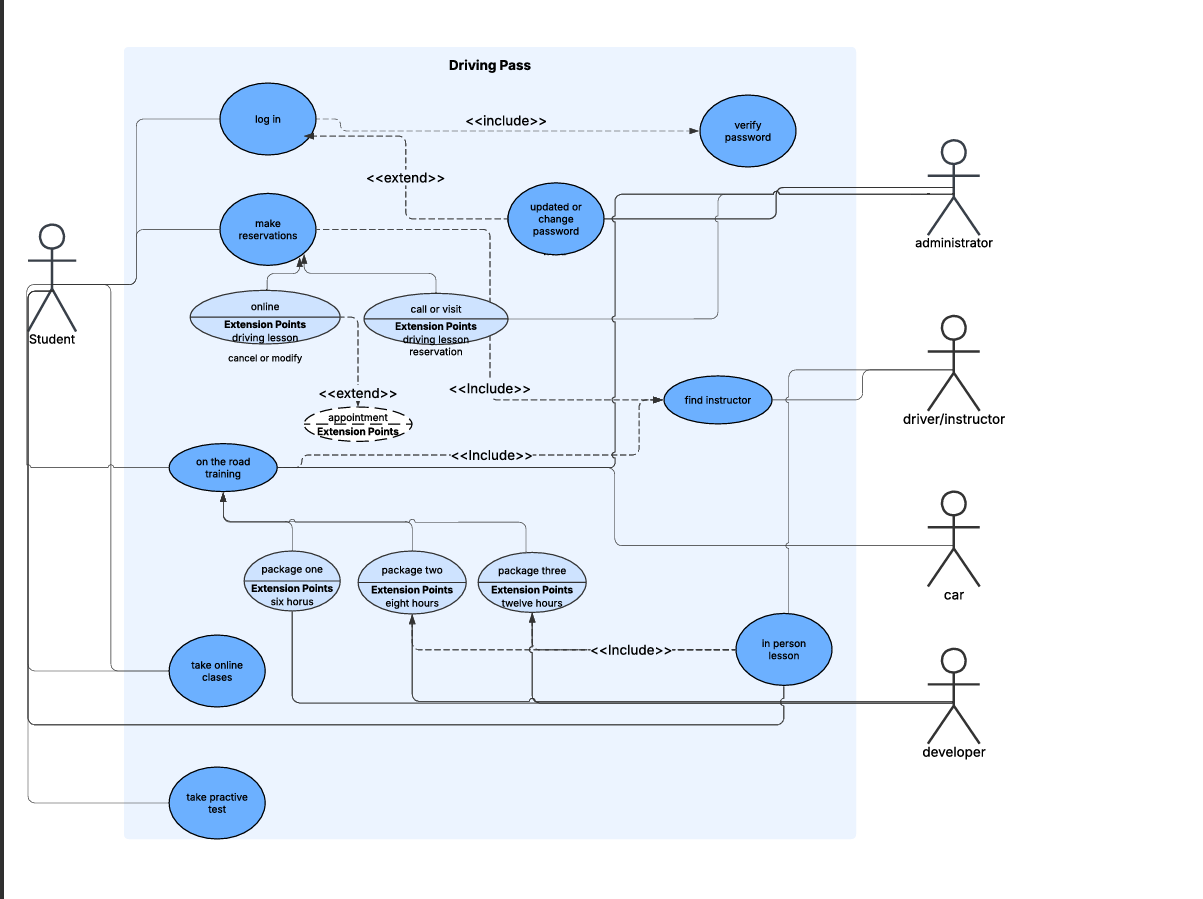 Driving Pass
log in
<<include>>
verify
password
<<extend>>
updated or
change
password
make
reservations
administrator
Student
online
Extension Points
driving lesson
cancel or modify
call or visit
Extension Points
driving lesson
reservation
<<extend>>
<<Include>>
appointment
Extension Points
find instructor
driver/instructor
on the road
training
<<Include>>
package one
Extension Points
six horus
package two
Extension Points
eight hours
package three
Extension Points
twelve hours
car
<<Include>>
in person
lesson
take online
clases
developer
take practive
test